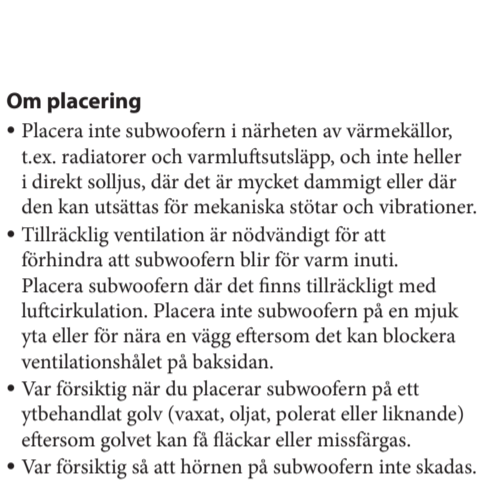 Om placering
• Placera inte subwoofern i närheten av värmekällor,
t.ex. radiatorer och varmluftsutsläpp, och inte heller
i direkt solljus, där det är mycket dammigt eller där
den kan utsättas för mekaniska stötar och vibrationer.
• Tillräcklig ventilation är nödvändigt för att
förhindra att subwoofern blir för varm inuti.
Placera subwoofern där det finns tillräckligt med
luftcirkulation. Placera inte subwoofern på en mjuk
yta eller för nära en vägg eftersom det kan blockera
ventilationshålet på baksidan.
• Var försiktig när du placerar subwoofern på ett
ytbehandlat golv (vaxat, oljat, polerat eller liknande)
eftersom golvet kan få fläckar eller missfärgas.
• Var försiktig så att hörnen på subwoofern inte skadas.